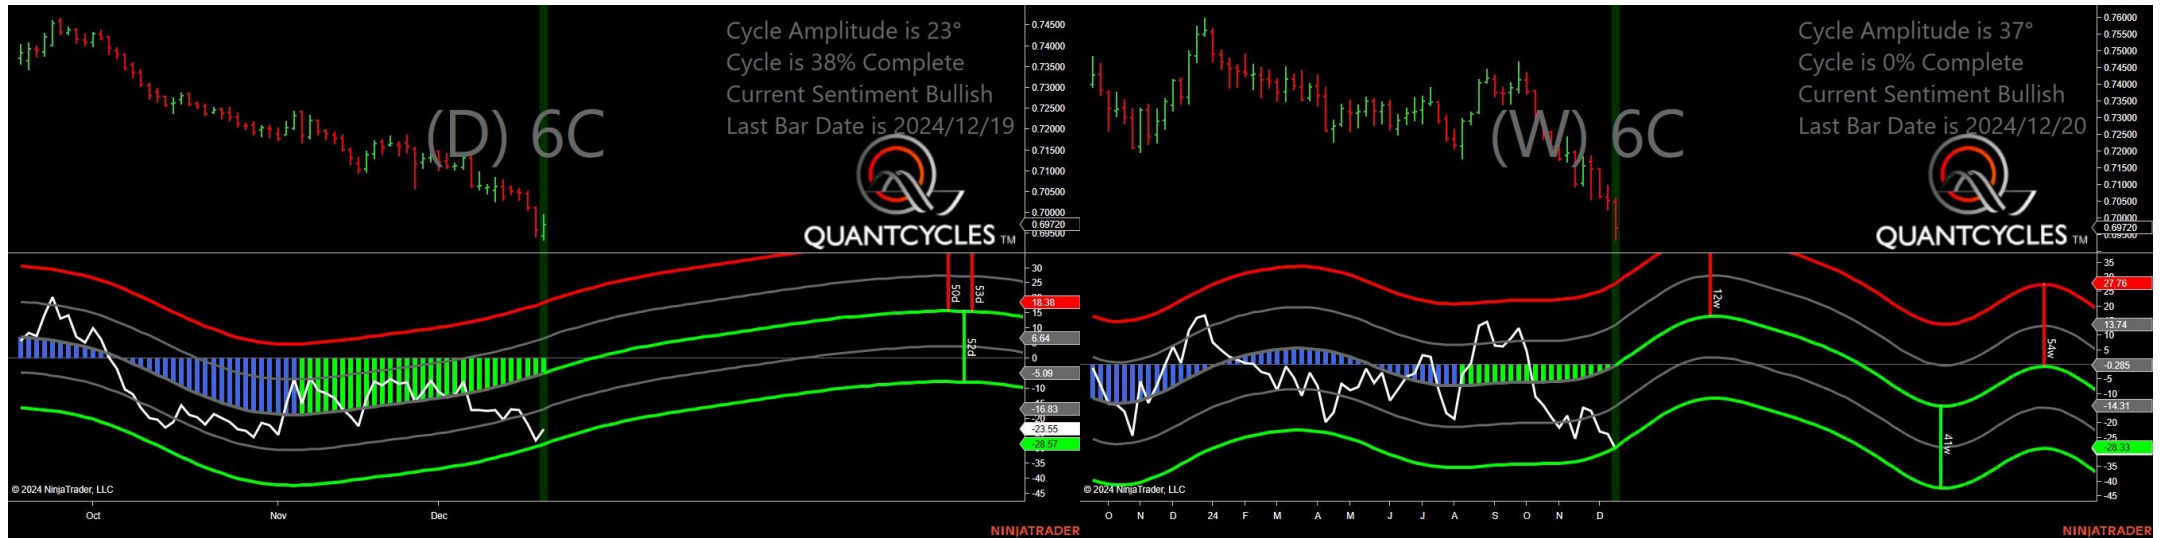 Cycle Amplitude is 23°
Cycle is 38% Complete
Current Sentiment Bullish
Last Bar Date is 2024/12/19
(D) 6C
QUANTCYCLES TM
0.74500
0.74000
0.73500
0.73000
0.72500
0.72000
0.71500
0.71000
0.70500
0.70000
0.69720
0.69500
50d
53d
52d
30
25
18.38
15
10
6.64
0
-5.09
-10
-16.83
-23.55
-28.57
-35
-40
-45
© 2024 NinjaTrader, LLC
Oct
Nov
Dec
NINJATRADER
Cycle Amplitude is 37°
Cycle is 0% Complete
Current Sentiment Bullish
Last Bar Date is 2024/12/20
(W) 6C
QUANTCYCLES TM
0.76000
0.75500
0.75000
0.74500
0.74000
0.73500
0.73000
0.72500
0.72000
0.71500
0.71000
0.70500
0.70000
0.69720
12w
54w
41w
35
27.76
25
20
13.74
10
5
-0.285
-5
-10
-14.31
-20
-25
-28.33
-35
-40
-45
© 2024 NinjaTrader, LLC
O N D 24 F M A M J J A S O N D
NINJATRADER